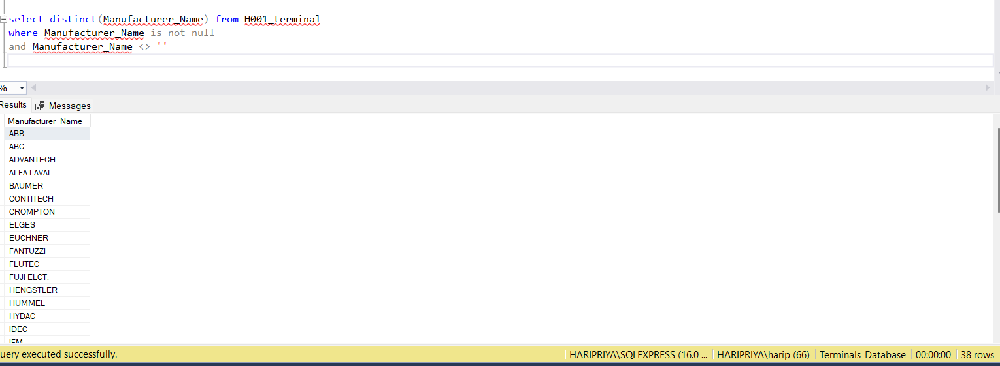 select distinct(Manufacturer_Name) from H001_terminal
where Manufacturer_Name is not null
and Manufacturer_Name <> ''
%
Results Messages
Manufacturer_Name
ABB
ABC
ADVANTECH
ALFA LAVAL
BAUMER
CONTITECH
CROMPTON
ELGES
EUCHNER
FANTUZZI
FLUTEC
FUJI ELCT.
HENGSTLER
HUMMEL
HYDAC
IDEC
IFM
uery executed successfully. HARIPRIYA\SQLEXPRESS (16.0 ... HARIPRIYA\harip (66) Terminals_Database 00:00:00 38 rows